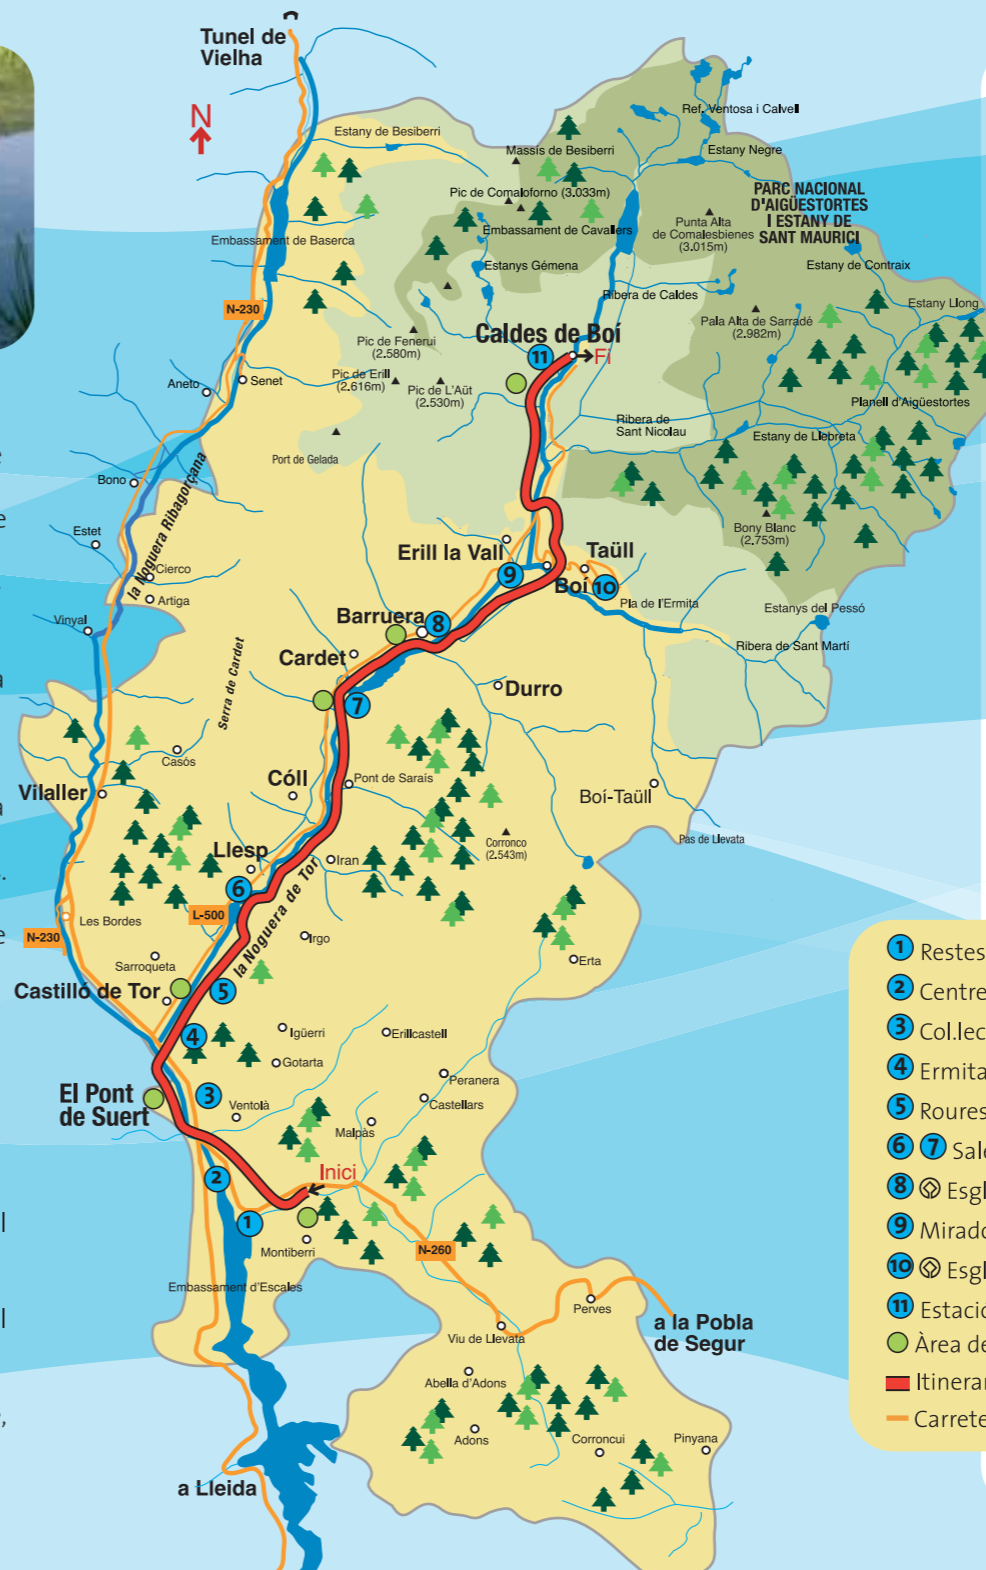 Tunel de
Vielha
N
Estany de Besiberri
Massís de Besiberri
Ref. Ventosa i Calvell
Estany Negre
Pic de Comaloforno (3.033m)
PARC NACIONAL
D'AIGÜESTORTES
I ESTANY DE
SANT MAURICI
Embassament de Baserca
Embassament de Cavallers
Punta Alta
de Comalesbienes
(3.015m)
Estanys Gémena
Estany de Contraix
Ribera de Caldes
Estany Llong
N-230
Pic de Fenerui
(2.580m)
Caldes de Boí
Pala Alta de Sarradé
(2.982m)
11
Fi
Aneto
Senet
Pic de Erill
(2.616m)
Pic de L'Aüt
(2.530m)
Planell d'Aigüestortes
Ribera de
Sant Nicolau
Estany de Llebreta
Port de Gelada
Bono
la Noguera Ribagorçana
Bony Blanc
(2.753m)
Estet
Erill la Vall
Taüll
Cierco
9
Boí
10
Artiga
Pla de l'Ermita
Estanys del Pessó
Vinyal
Barruera
8
Ribera de Sant Martí
Cardet
Serra de Cardet
Durro
7
Casós
Cóll
Pont de Saraís
Vilaller
Boí-Taüll
Corronco
(2.543m)
Pas de Llevata
Llesp
Iran
6
L-500
Les Bordes
N-230
la Noguera de Tor
Irgo
Sarroqueta
Erta
Castilló de Tor
5
4
Igüerri
Erillcastell
Gotarta
Peranera
El Pont
de Suert
3
Ventolà
Castellars
Malpàs
Inici
2
1
Montiberri
N-260
Embassament d'Escales
Perves
Viu de Llevata
a la Pobla
de Segur
Abella d'Adons
Adons
Corroncui
Pinyana
a Lleida
1 Restes
2 Centre
3 Col.lec
4 Ermita
5 Roures
6 7 Sale
8 Esgl
9 Mirado
10 Esgl
11 Estacio
Àrea de
Itinerar
Carrete